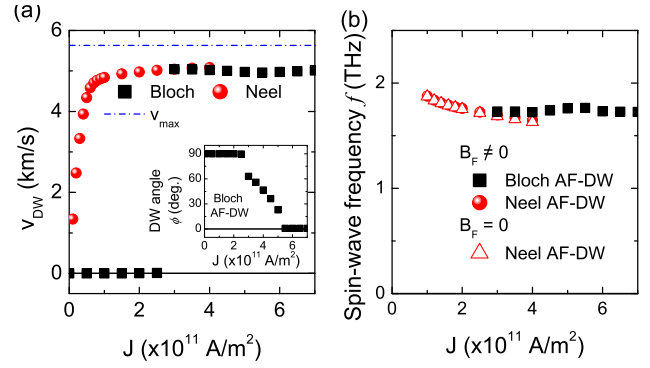 (a)
6
4
2
0
v_DW (km/s)
Bloch Neel
v_max
90
60
30
0
DW angle
ϕ (deg.)
Bloch
AF-DW
0 2 4 6
J (x10^11 A/m^2)
0 2 4 6
J (x10^11 A/m^2)
(b)
3
2
1
0
Spin-wave frequency f (THz)
B_F ≠ 0
Bloch AF-DW
Neel AF-DW
B_F = 0
Neel AF-DW
0 2 4 6
J (x10^11 A/m^2)